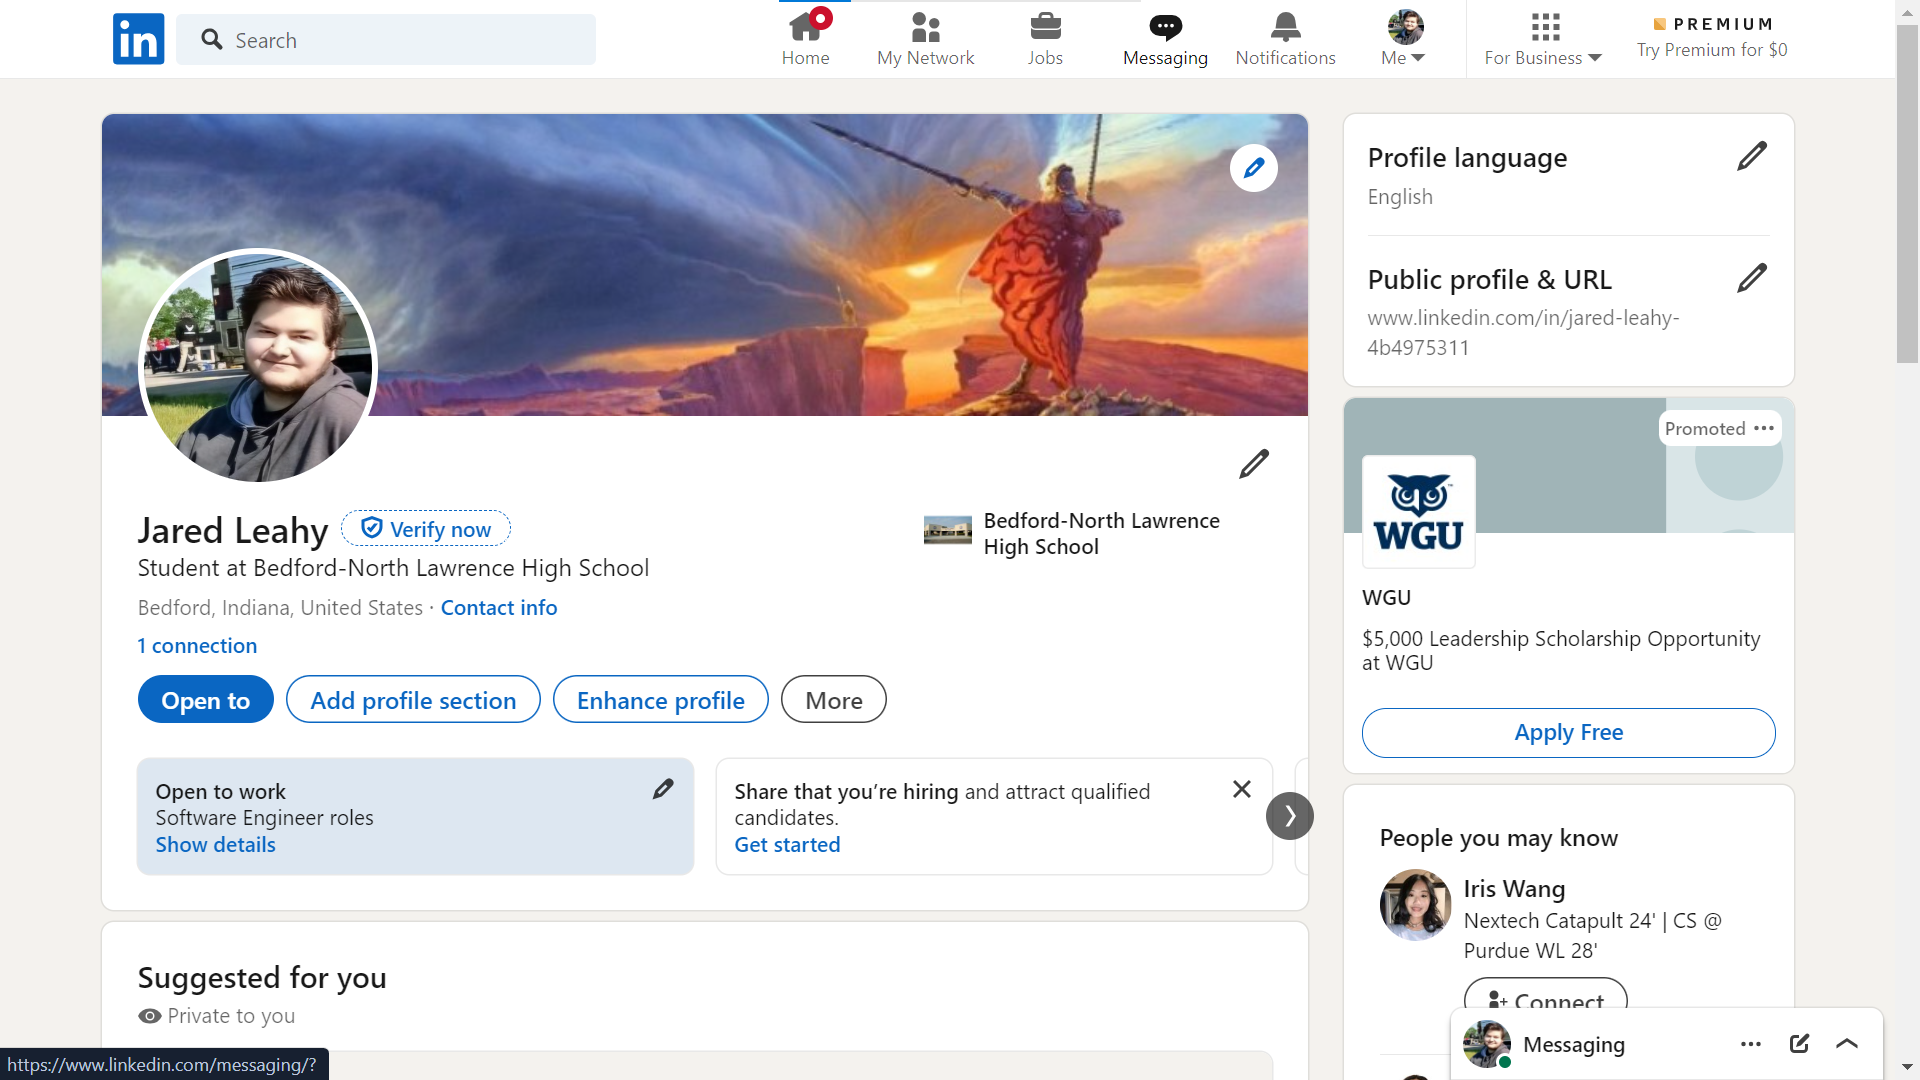 in
Search
Home
My Network
Jobs
Messaging
Notifications
Me
For Business
PREMIUM
Try Premium for $0
Profile language
English
Public profile & URL
www.linkedin.com/in/jared-leahy-
4b4975311
Promoted
WGU
WGU
$5,000 Leadership Scholarship Opportunity
at WGU
Apply Free
Jared Leahy
Verify now
Student at Bedford-North Lawrence High School
Bedford, Indiana, United States · Contact info
1 connection
Bedford-North Lawrence
High School
Open to
Add profile section
Enhance profile
More
Open to work
Software Engineer roles
Show details
Share that you’re hiring and attract qualified
candidates.
Get started
People you may know
Iris Wang
Nextech Catapult 24' | CS @
Purdue WL 28'
Connect
Suggested for you
Private to you
Messaging
https://www.linkedin.com/messaging/?